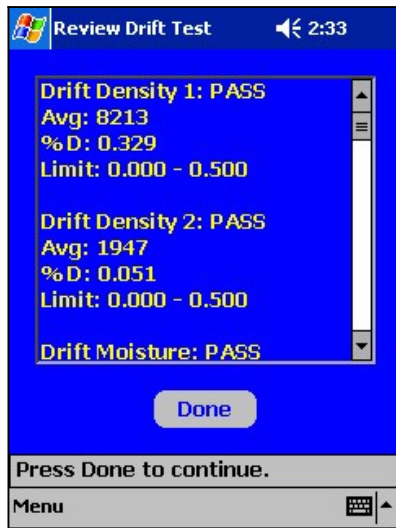 Review Drift Test 2:33
Drift Density 1: PASS
Avg: 8213
%D: 0.329
Limit: 0.000 - 0.500
Drift Density 2: PASS
Avg: 1947
%D: 0.051
Limit: 0.000 - 0.500
Drift Moisture: PASS
Done
Press Done to continue.
Menu